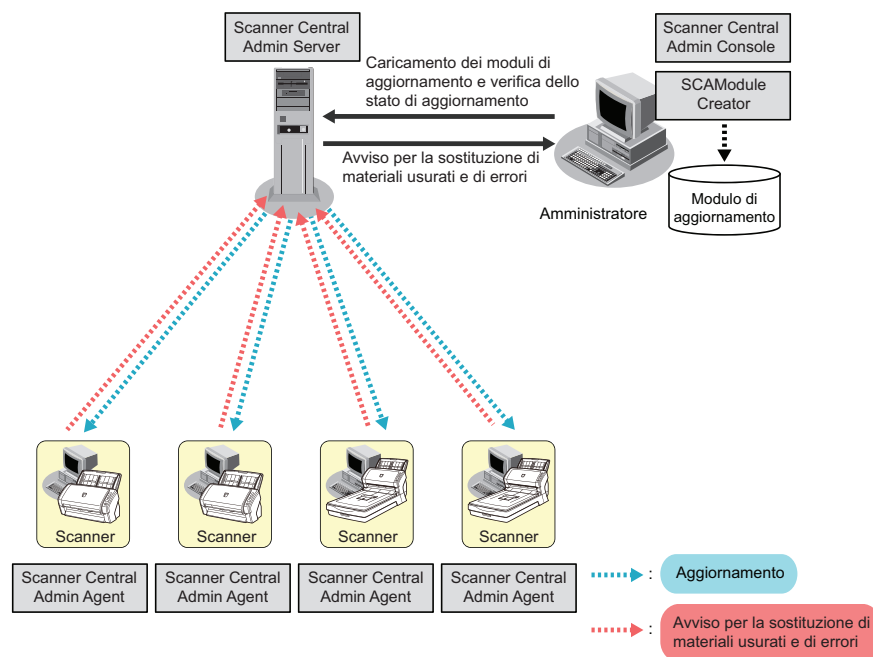 Scanner Central
Admin Server
Caricamento dei moduli di
aggiornamento e verifica dello
stato di aggiornamento
Avviso per la sostituzione di
materiali usurati e di errori
Scanner Central
Admin Console
SCAModule
Creator
Amministratore
Modulo di
aggiornamento
Scanner
Scanner
Scanner
Scanner
Scanner Central
Admin Agent
Scanner Central
Admin Agent
Scanner Central
Admin Agent
Scanner Central
Admin Agent
: Aggiornamento
: Avviso per la sostituzione di
materiali usurati e di errori